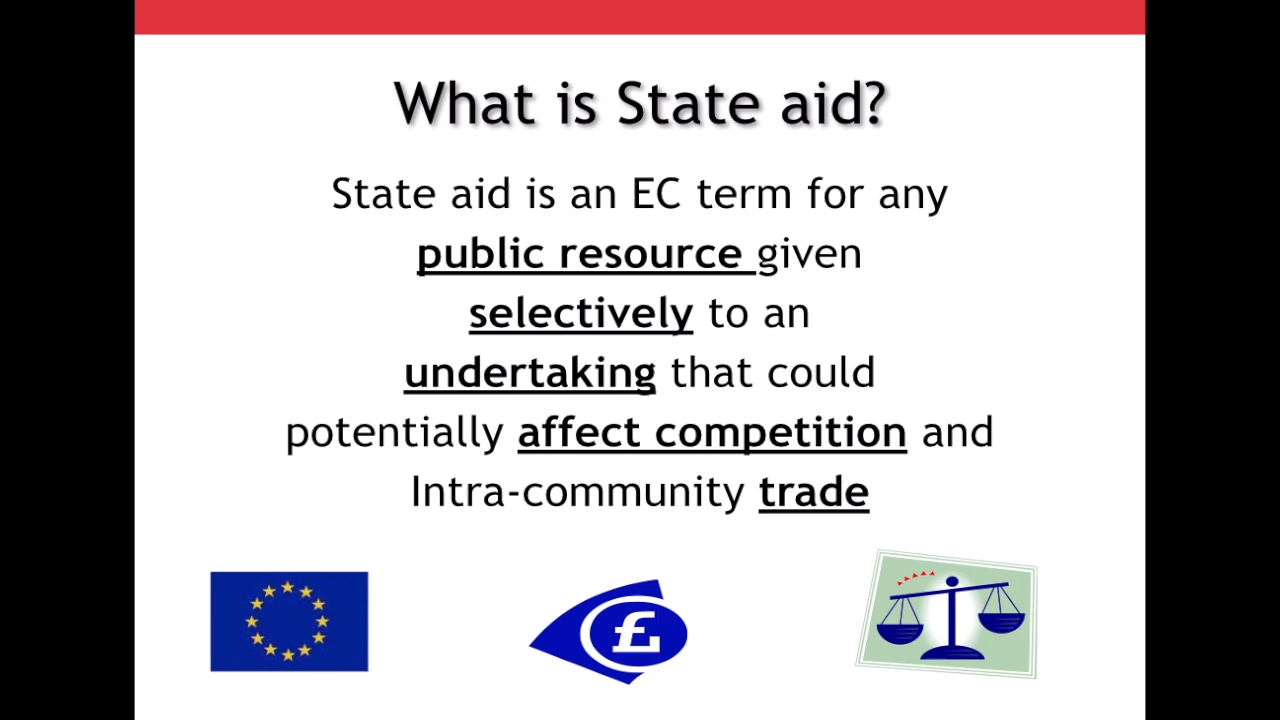 What is State aid?
State aid is an EC term for any
public resource given
selectively to an
undertaking that could
potentially affect competition and
Intra-community trade
£